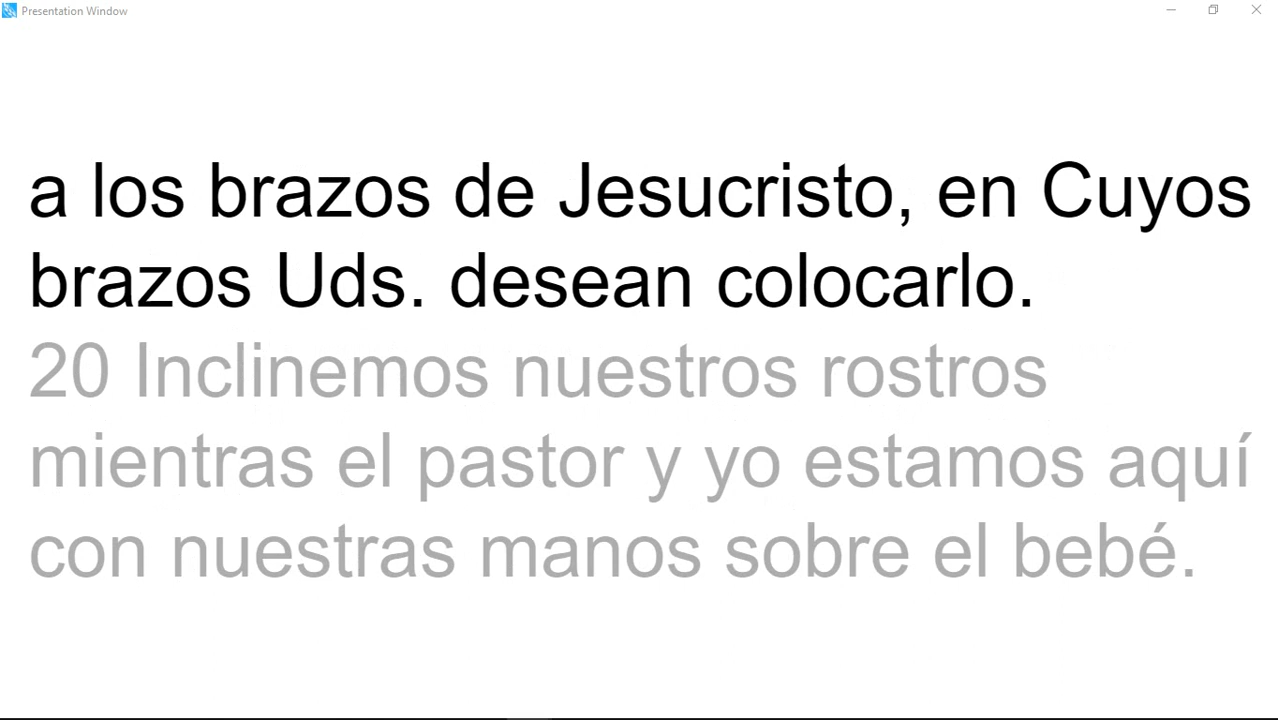 Presentation Window
a los brazos de Jesucristo, en Cuyos
brazos Uds. desean colocarlo.
20 Inclinemos nuestros rostros
mientras el pastor y yo estamos aquí
con nuestras manos sobre el bebé.